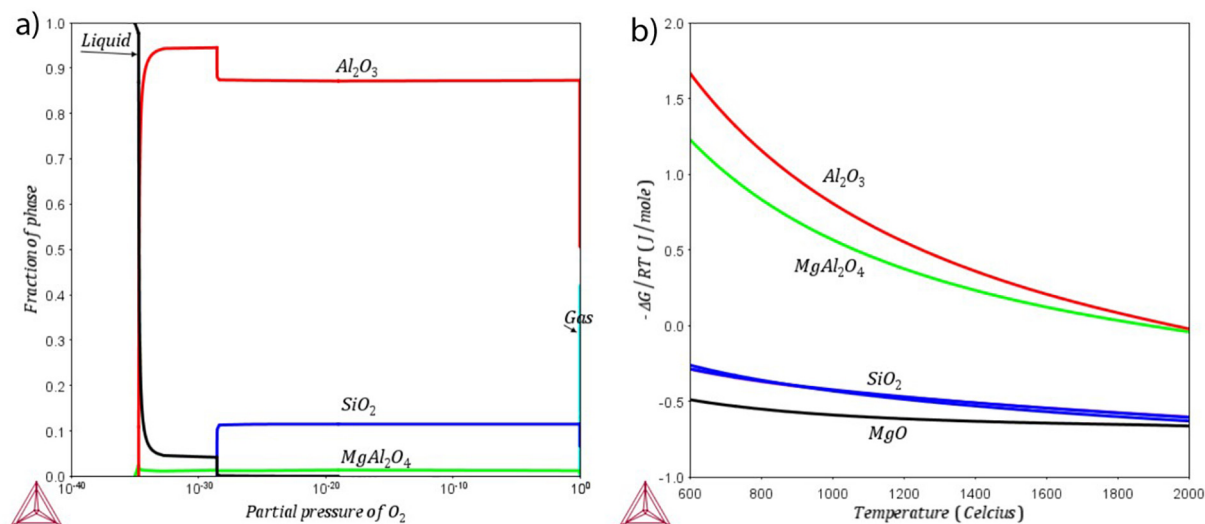 a)
1.0
0.9
0.8
0.7
0.6
0.5
0.4
0.3
0.2
0.1
0.0
Fraction of phase
Liquid
Al₂O₃
Gas
SiO₂
MgAl₂O₄
10⁻⁴⁰ 10⁻³⁰ 10⁻²⁰ 10⁻¹⁰ 10⁰
Partial pressure of O₂
b)
2.0
1.5
1.0
0.5
0.0
-0.5
-1.0
- ΔG/RT (J/mole)
Al₂O₃
MgAl₂O₄
SiO₂
MgO
600 800 1000 1200 1400 1600 1800 2000
Temperature (Celcius)